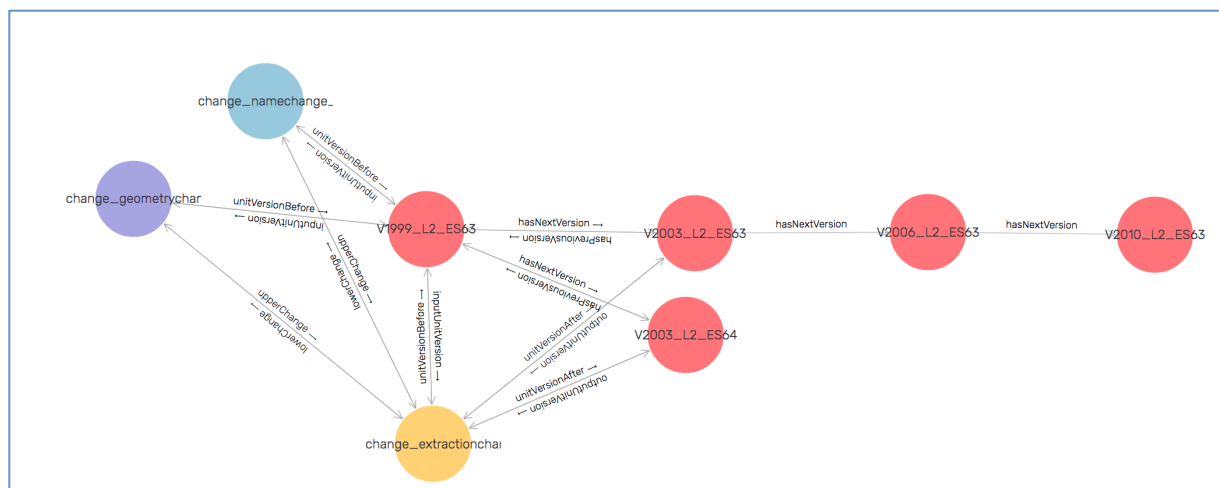 change_namechange_
unitVersionBefore →
inputUnitVersion →
change_geometrychar
unitVersionBefore →
inputUnitVersion →
V1999_L2_ES63
hasNextVersion →
hasPreviousVersion →
V2003_L2_ES63
hasNextVersion
V2006_L2_ES63
hasNextVersion
V2010_L2_ES63
upperChange →
lowerChange →
hasNextVersion →
hasPreviousVersion →
upperChange →
lowerChange →
unitVersionBefore →
inputUnitVersion →
unitVersionAfter →
outputUnitVersion →
V2003_L2_ES64
unitVersionAfter →
outputUnitVersion →
change_extractionchar